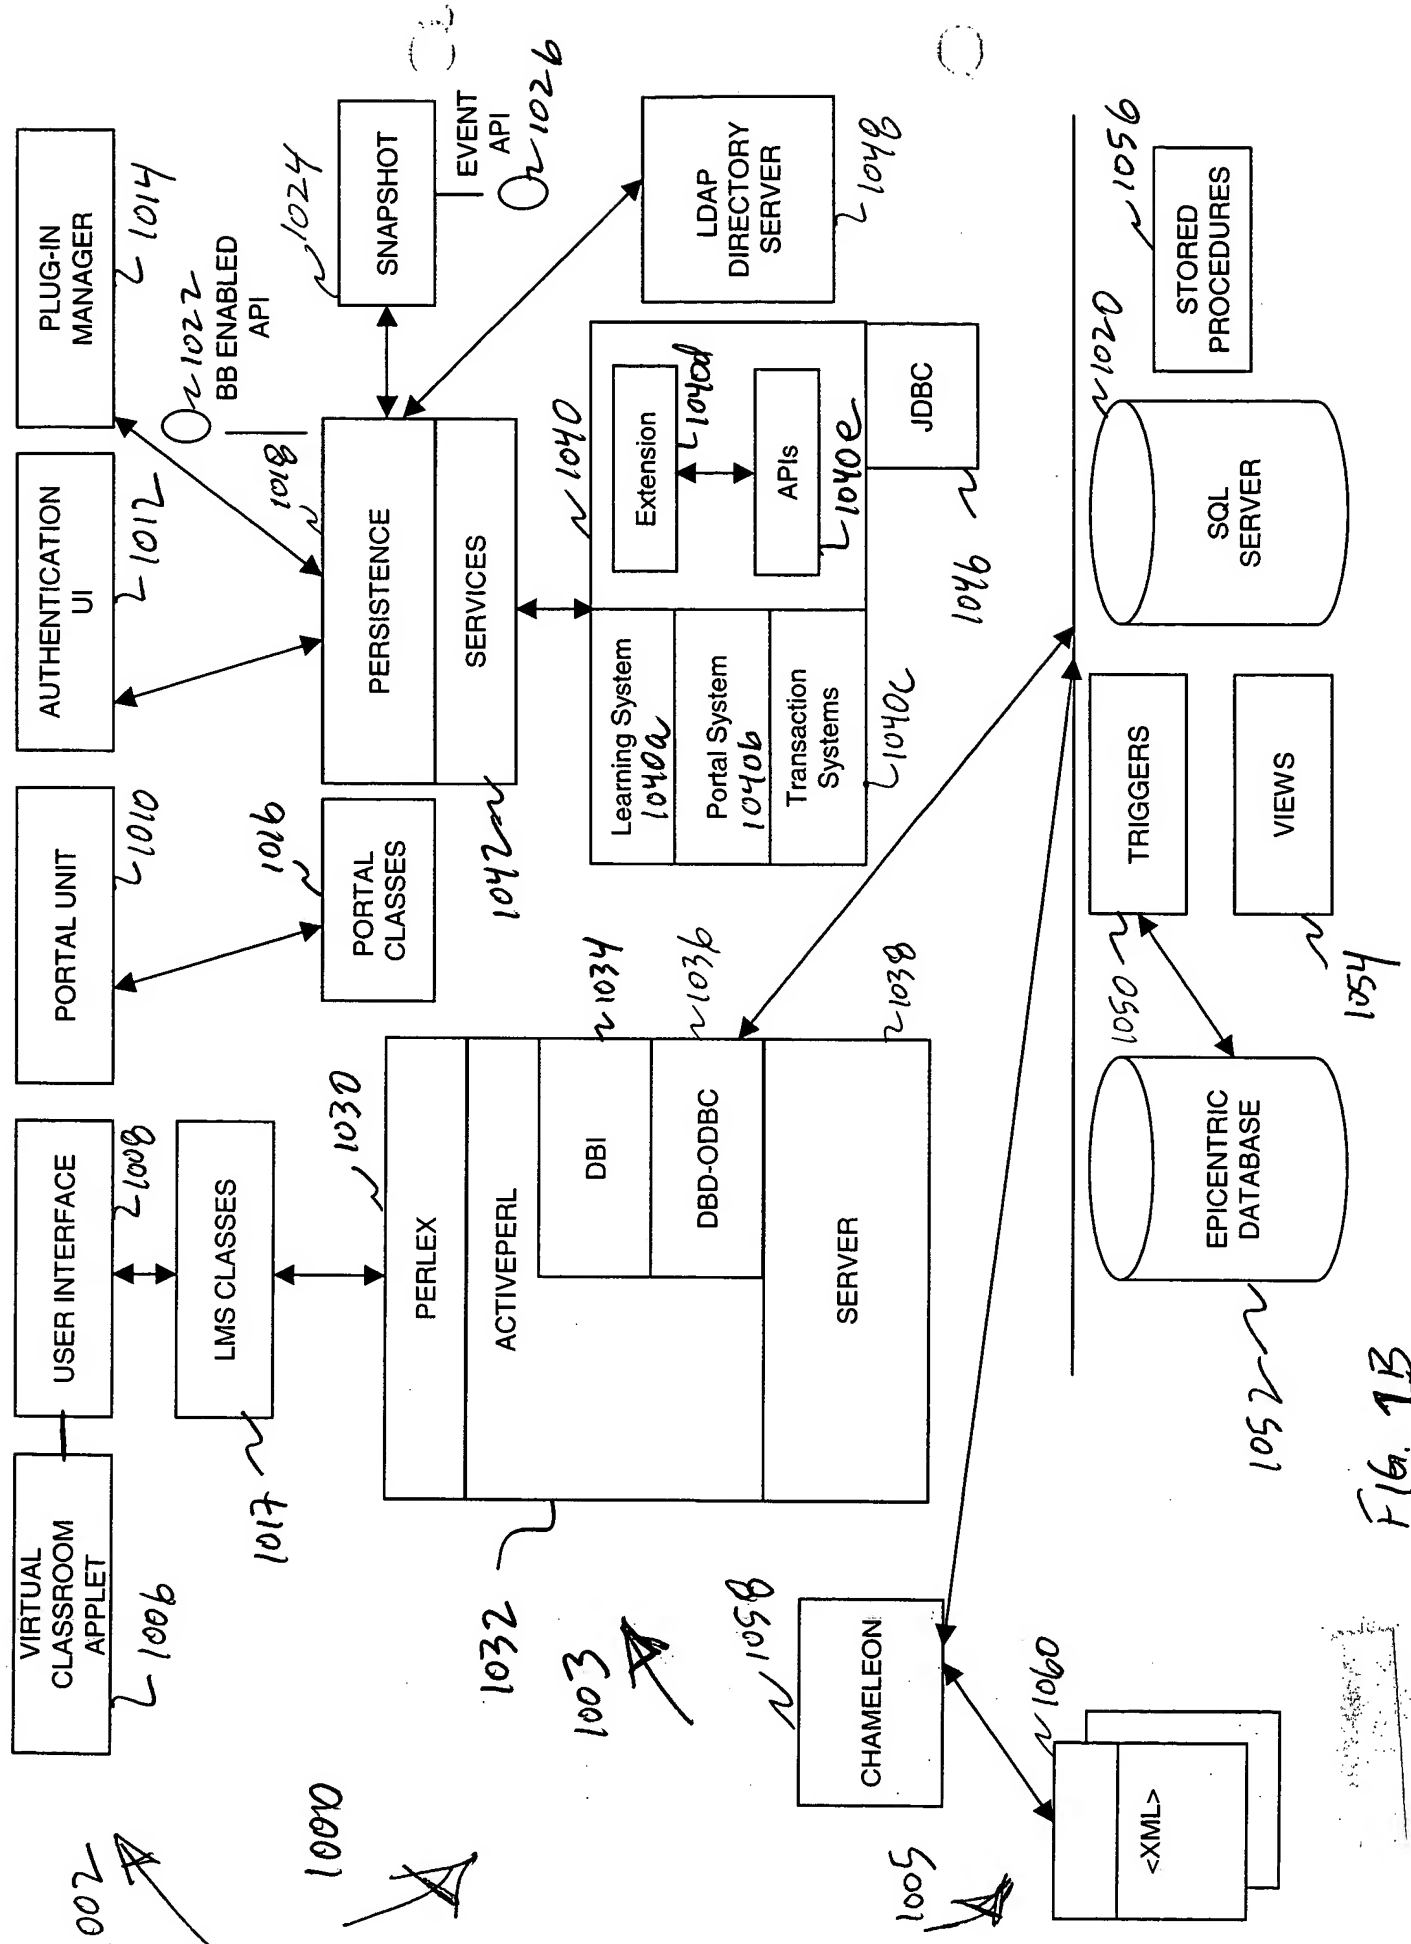 VIRTUAL
CLASSROOM
APPLET
1006
USER INTERFACE
1008
PORTAL UNIT
1010
AUTHENTICATION
UI
1012
PLUG-IN
MANAGER
1014
002
1000
LMS CLASSES
1017
PORTAL
CLASSES
1016
1022
BB ENABLED
API
1018
PERSISTENCE
SERVICES
1042
SNAPSHOT
1024
EVENT
API
1026
PERLEX
1030
ACTIVEPERL
1032
DBI
1034
DBD-ODBC
1036
SERVER
1038
1003
1040
Learning System
1040a
Portal System
1040b
Transaction
Systems
1040c
Extension
1040d
APIs
1040e
JDBC
1046
LDAP
DIRECTORY
SERVER
1048
CHAMELEON
1058
1005
1060
<XML>
EPICENTRIC
DATABASE
1052
TRIGGERS
1050
VIEWS
1054
SQL
SERVER
1020
STORED
PROCEDURES
1056
FIG. 1B